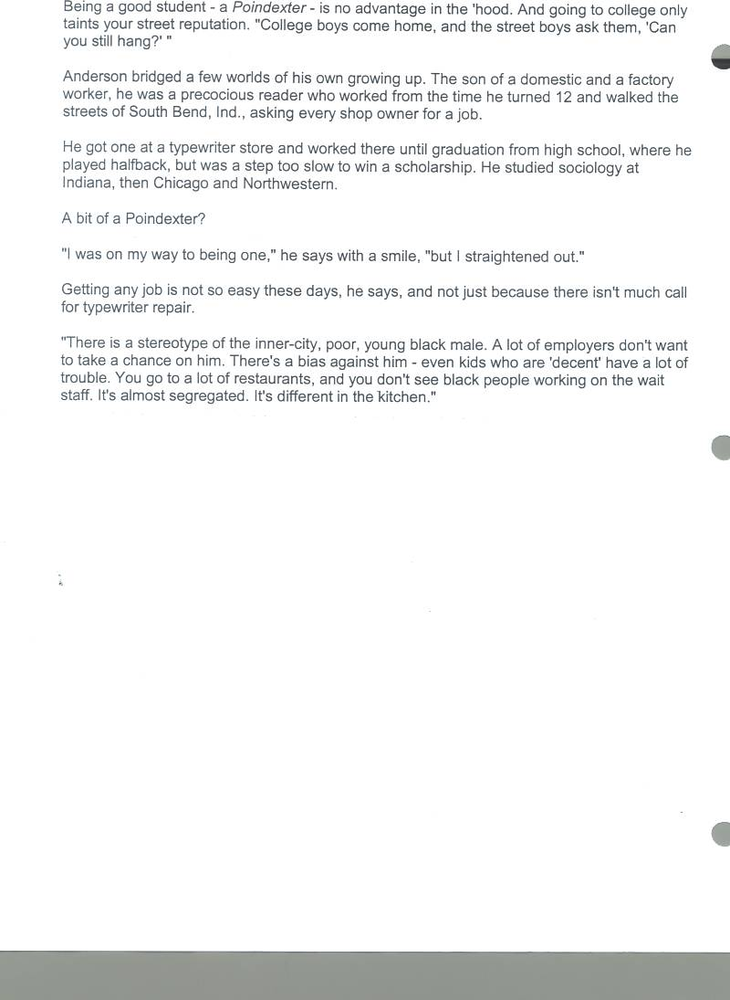 Being a good student - a Poindexter - is no advantage in the 'hood. And going to college only
taints your street reputation. "College boys come home, and the street boys ask them, 'Can
you still hang?' "
Anderson bridged a few worlds of his own growing up. The son of a domestic and a factory
worker, he was a precocious reader who worked from the time he turned 12 and walked the
streets of South Bend, Ind., asking every shop owner for a job.
He got one at a typewriter store and worked there until graduation from high school, where he
played halfback, but was a step too slow to win a scholarship. He studied sociology at
Indiana, then Chicago and Northwestern.
A bit of a Poindexter?
"I was on my way to being one," he says with a smile, "but I straightened out."
Getting any job is not so easy these days, he says, and not just because there isn't much call
for typewriter repair.
"There is a stereotype of the inner-city, poor, young black male. A lot of employers don't want
to take a chance on him. There's a bias against him - even kids who are 'decent' have a lot of
trouble. You go to a lot of restaurants, and you don't see black people working on the wait
staff. It's almost segregated. It's different in the kitchen."